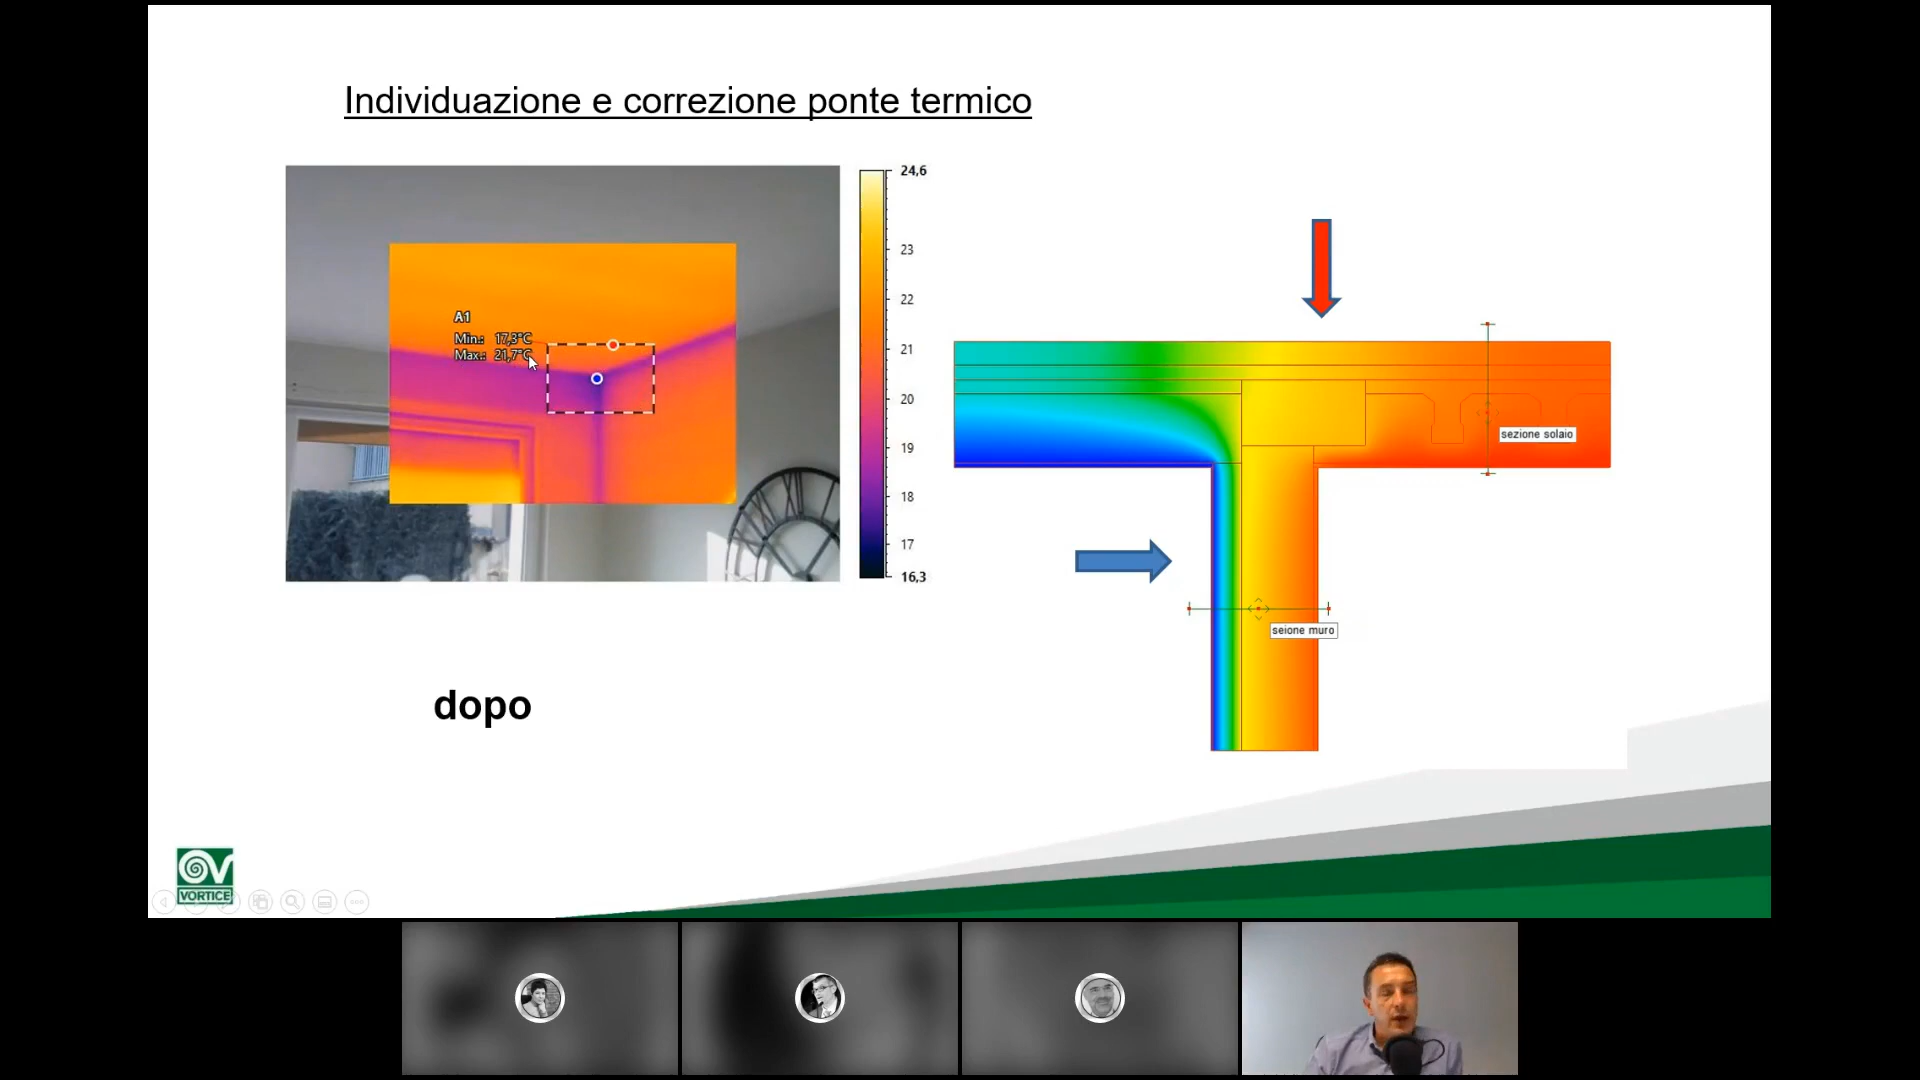 Individuazione e correzione ponte termico
24,6
23
22
21
20
19
18
17
16,3
A1
Min.: 17,3°C
Max.: 21,7°C
sezione solaio
seione muro
dopo
VORTICE